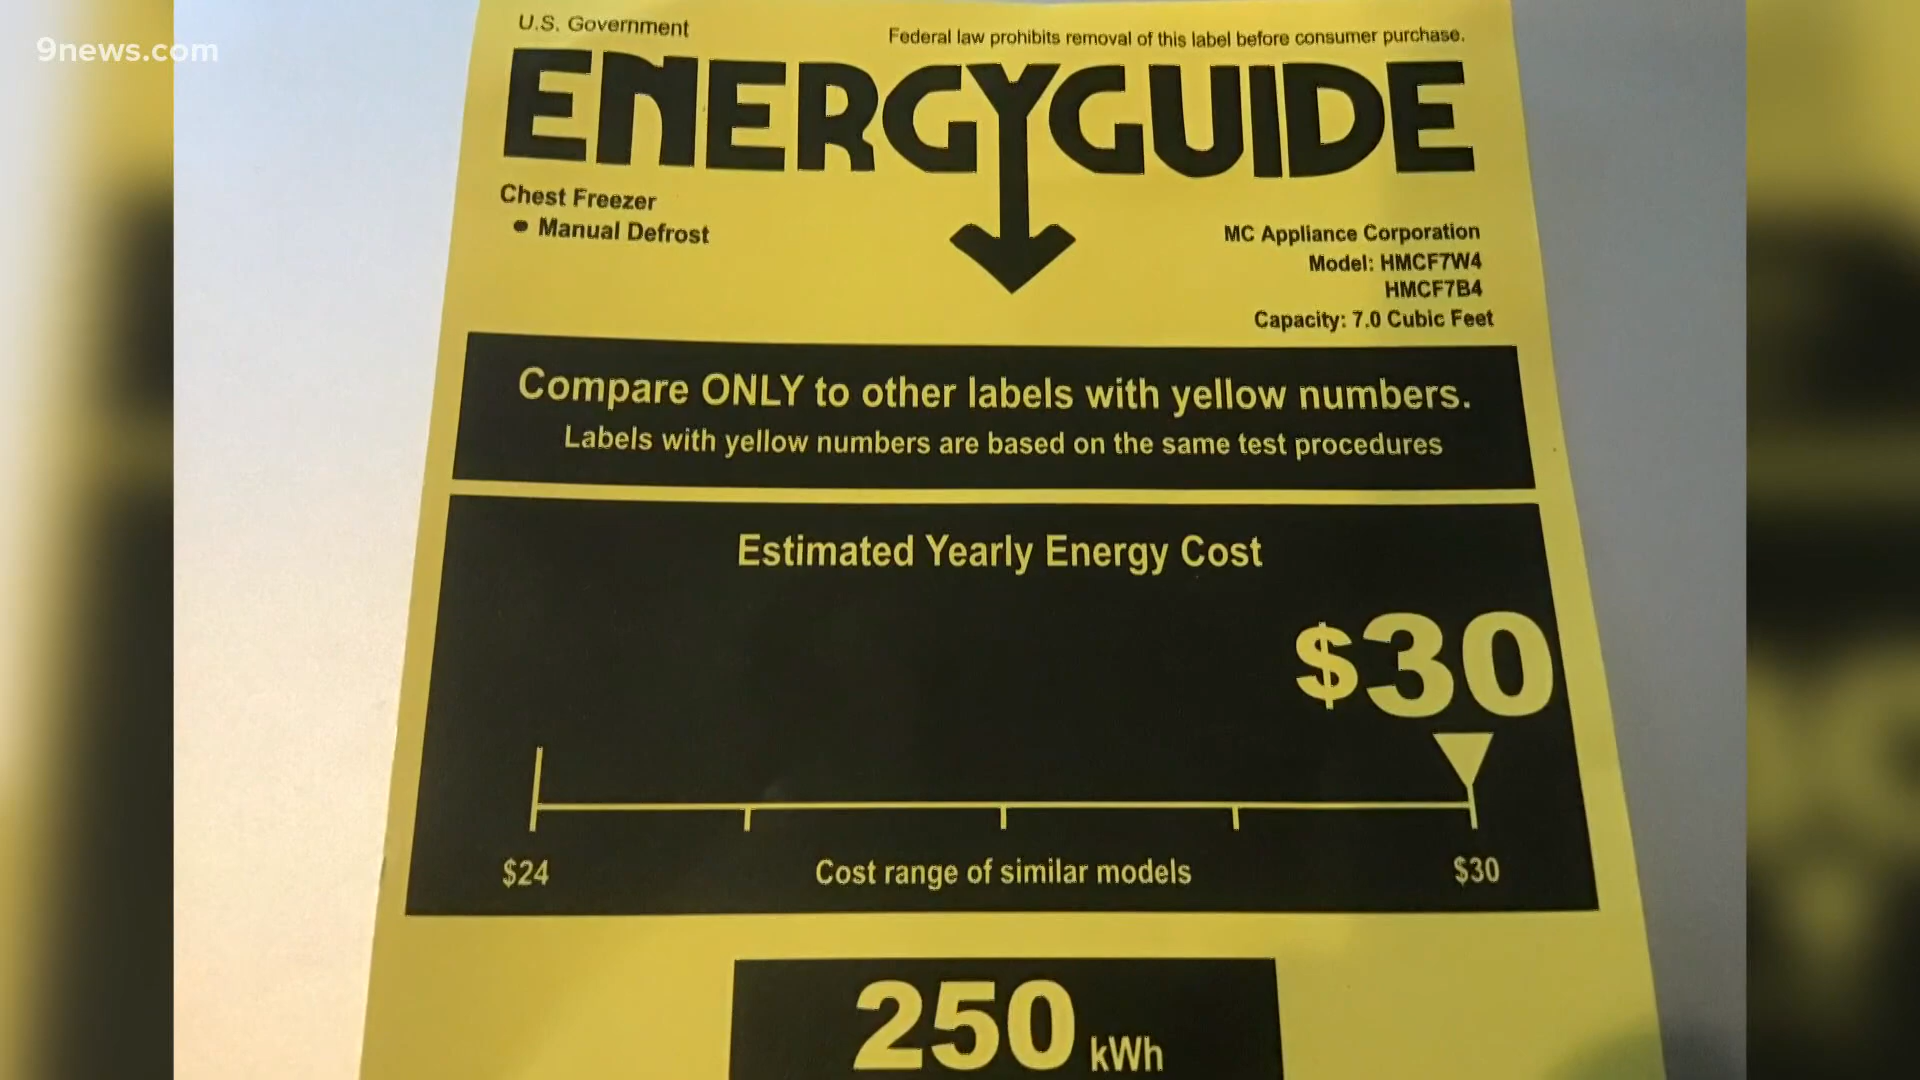 9news.com
U.S. Government
Federal law prohibits removal of this label before consumer purchase.
ENERGYGUIDE
Chest Freezer
• Manual Defrost
MC Appliance Corporation
Model: HMCF7W4
HMCF7B4
Capacity: 7.0 Cubic Feet
Compare ONLY to other labels with yellow numbers.
Labels with yellow numbers are based on the same test procedures
Estimated Yearly Energy Cost
$30
$24
Cost range of similar models
$30
250 kWh